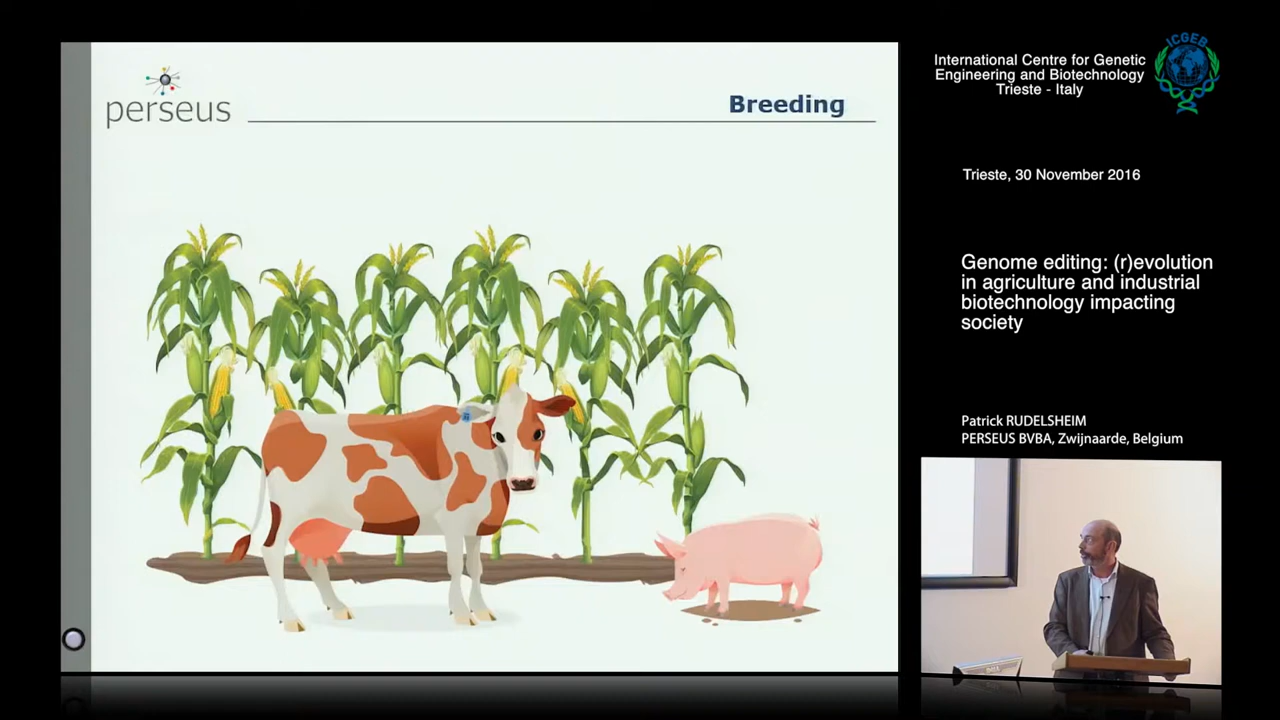 perseus
Breeding
International Centre for Genetic
Engineering and Biotechnology
Trieste - Italy
ICGEB
Trieste, 30 November 2016
Genome editing: (r)evolution
in agriculture and industrial
biotechnology impacting
society
Patrick RUDELSHEIM
PERSEUS BVBA, Zwijnaarde, Belgium